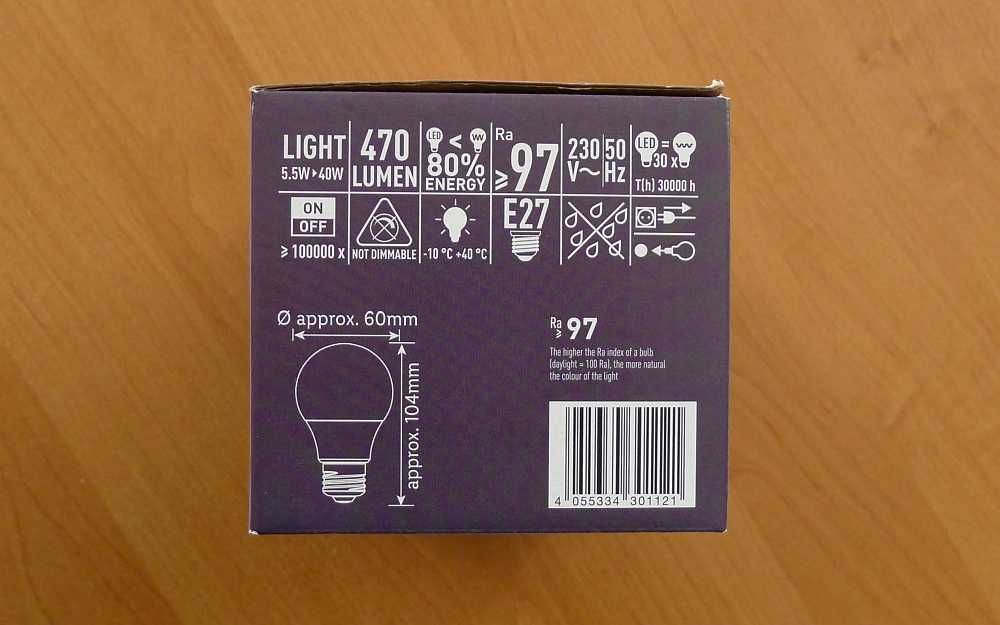 LIGHT
5.5W▸40W
470
LUMEN
LED <
80%
ENERGY
Ra
≥97
230
V~
50
Hz
LED =
30 x
T(h) 30000 h
ON
OFF
≥ 100000 x
NOT DIMMABLE
-10 °C +40 °C
E27
Ø approx. 60mm
approx. 104mm
Ra
≥ 97
The higher the Ra index of a bulb
(daylight = 100 Ra), the more natural
the colour of the light
4 055334 301121